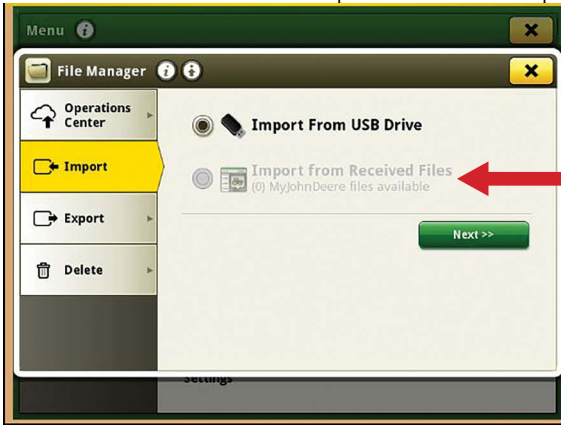 Menu
File Manager
Operations
Center
Import
Export
Delete
Import From USB Drive
Import from Received Files
(0) MyJohnDeere files available
Next >>
Settings